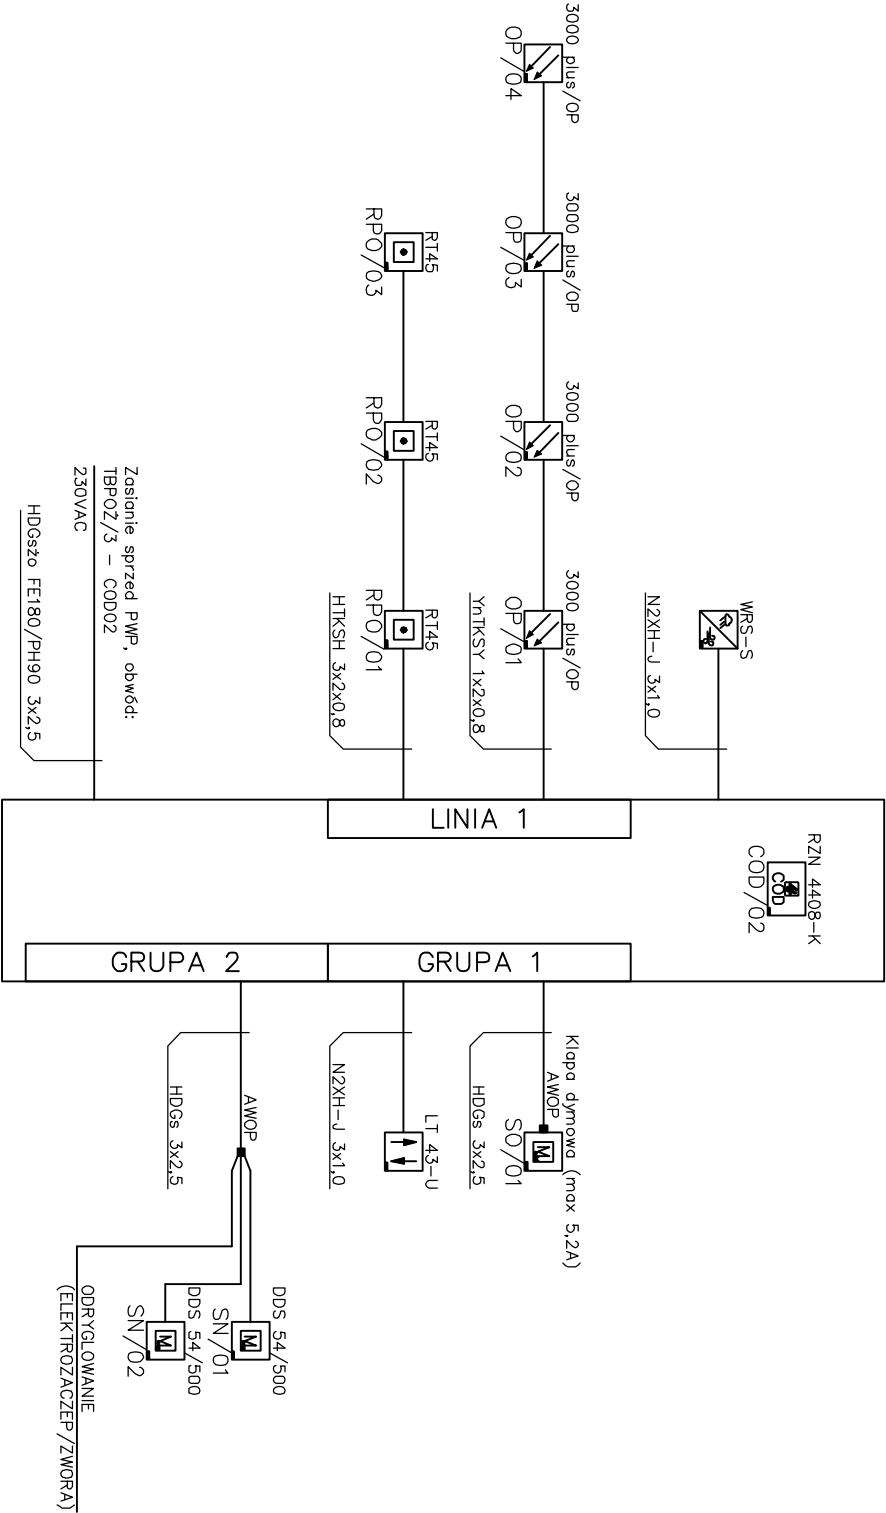 RZN 4408-K
COD
COD/02
WRS-S
N2XH-J 3x1,0
3000 plus/OP
OP/04
3000 plus/OP
OP/03
3000 plus/OP
OP/02
3000 plus/OP
OP/01
YnTKSY 1x2x0,8
RT45
RPO/03
RT45
RPO/02
RT45
RPO/01
HTKSH 3x2x0,8
Zasianie sprzed PWP, obwód:
TBPOŻ/3 - COD02
230VAC
HDGsżo FE180/PH90 3x2,5
LINIA 1
GRUPA 1
GRUPA 2
Klapa dymowa (max 5,2A)
AWOP
M
SO/01
HDGs 3x2,5
LT 43-U
N2XH-J 3x1,0
AWOP
HDGs 3x2,5
DDS 54/500
M
SN/01
DDS 54/500
M
SN/02
ODRYGLOWANIE
(ELEKTROZACZEP/ZWORA)